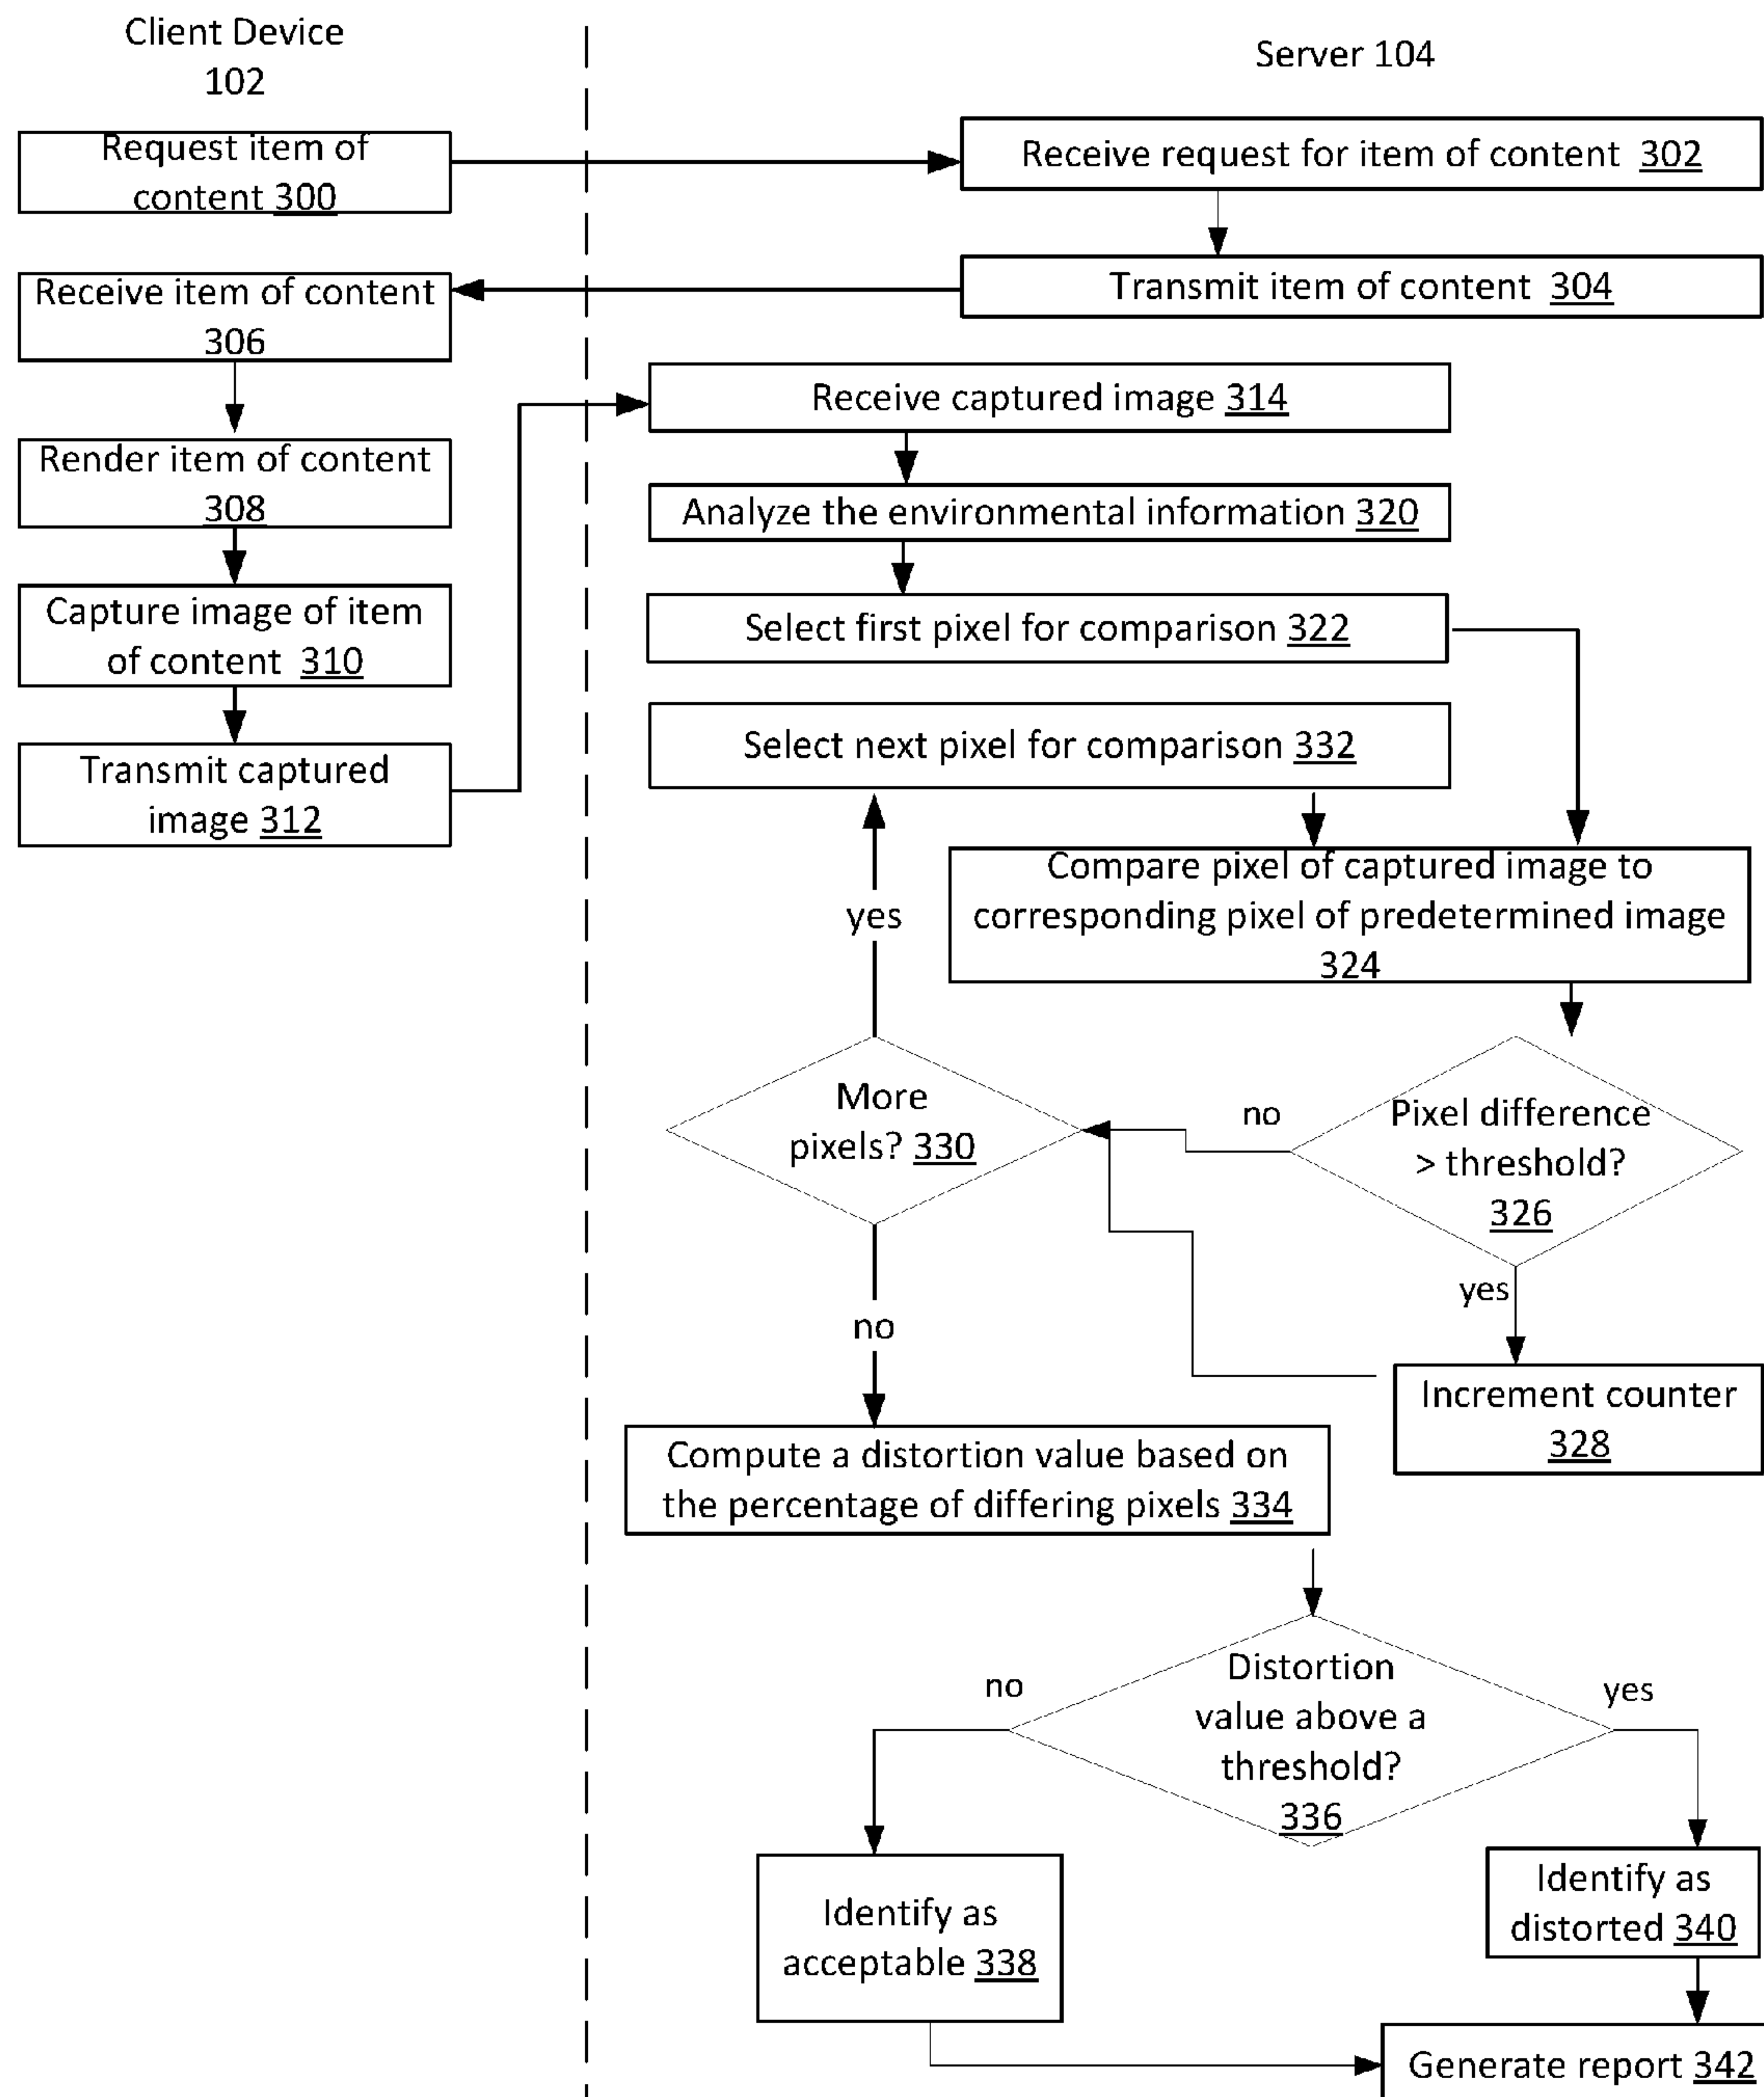 Client Device
102
Server 104
Request item of
content 300
Receive request for item of content 302
Transmit item of content 304
Receive item of content
306
Render item of content
308
Capture image of item
of content 310
Transmit captured
image 312
Receive captured image 314
Analyze the environmental information 320
Select first pixel for comparison 322
Select next pixel for comparison 332
Compare pixel of captured image to
corresponding pixel of predetermined image
324
yes
More
pixels? 330
no
Pixel difference
> threshold?
326
yes
no
Increment counter
328
Compute a distortion value based on
the percentage of differing pixels 334
Distortion
value above a
threshold?
336
no
yes
Identify as
acceptable 338
Identify as
distorted 340
Generate report 342